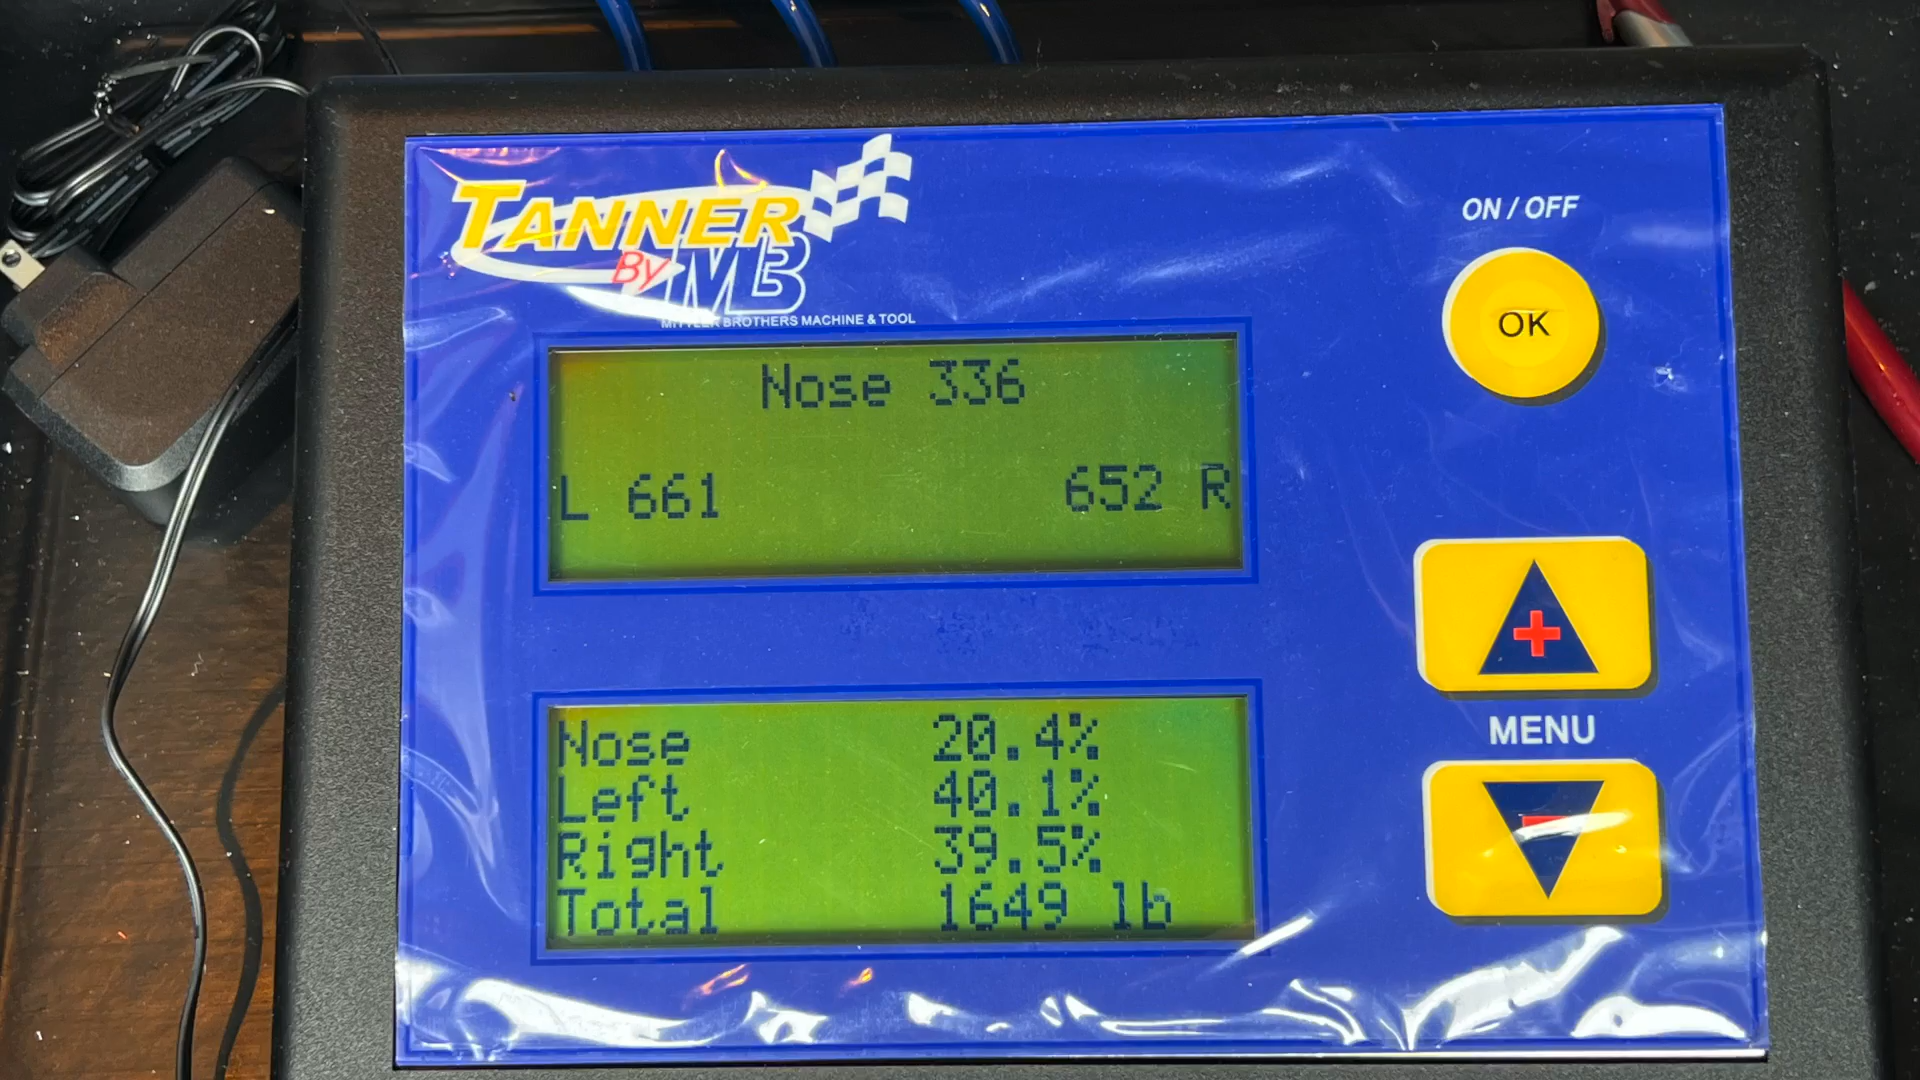 TANNER
By MB
MITTLER BROTHERS MACHINE & TOOL
ON / OFF
OK
Nose 336
L 661 652 R
MENU
Nose 20.4%
Left 40.1%
Right 39.5%
Total 1649 lb